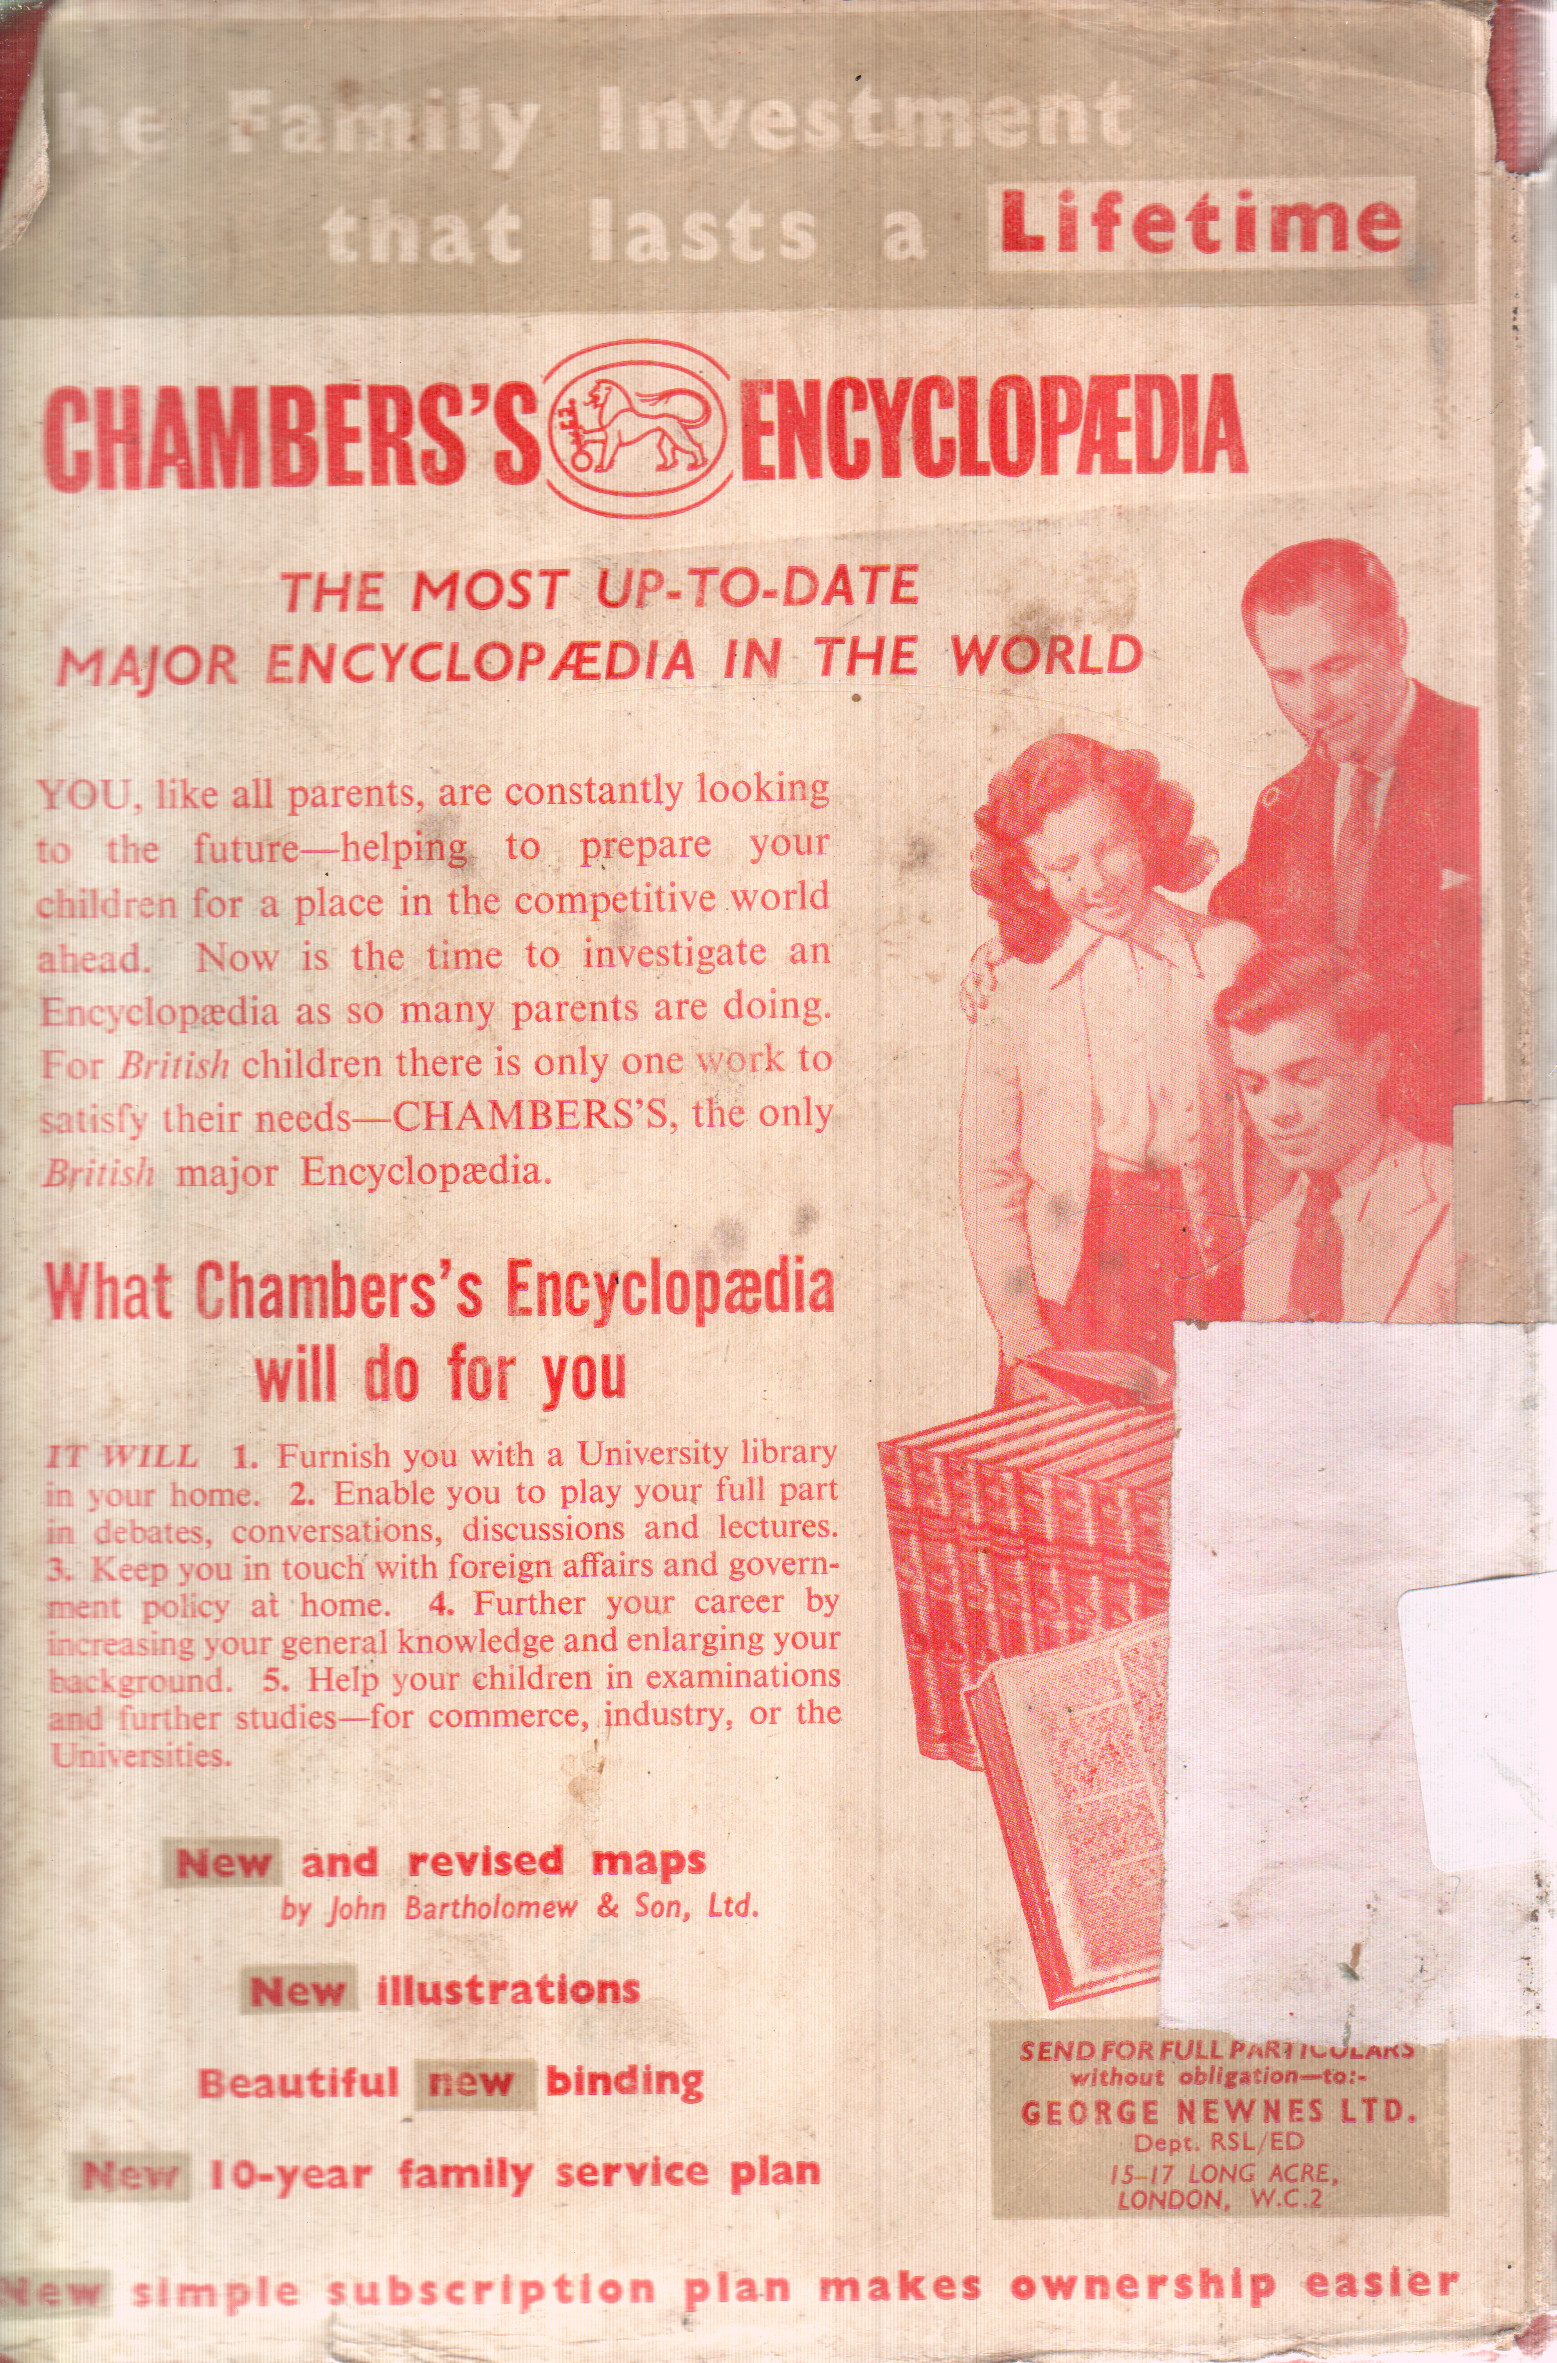 he Family Investment
that lasts a Lifetime
CHAMBERS'S ENCYCLOPÆDIA
THE MOST UP-TO-DATE
MAJOR ENCYCLOPÆDIA IN THE WORLD
YOU, like all parents, are constantly looking
to the future—helping to prepare your
children for a place in the competitive world
ahead. Now is the time to investigate an
Encyclopædia as so many parents are doing.
For British children there is only one work to
satisfy their needs—CHAMBERS'S, the only
British major Encyclopædia.
What Chambers's Encyclopædia
will do for you
IT WILL 1. Furnish you with a University library
in your home. 2. Enable you to play your full part
in debates, conversations, discussions and lectures.
3. Keep you in touch with foreign affairs and govern-
ment policy at home. 4. Further your career by
increasing your general knowledge and enlarging your
background. 5. Help your children in examinations
and further studies—for commerce, industry, or the
Universities.
New and revised maps
by John Bartholomew & Son, Ltd.
New illustrations
Beautiful new binding
New 10-year family service plan
SEND FOR FULL PARTICULARS
without obligation—to:-
GEORGE NEWNES LTD.
Dept. RSL/ED
15-17 LONG ACRE,
LONDON, W.C.2
New simple subscription plan makes ownership easier